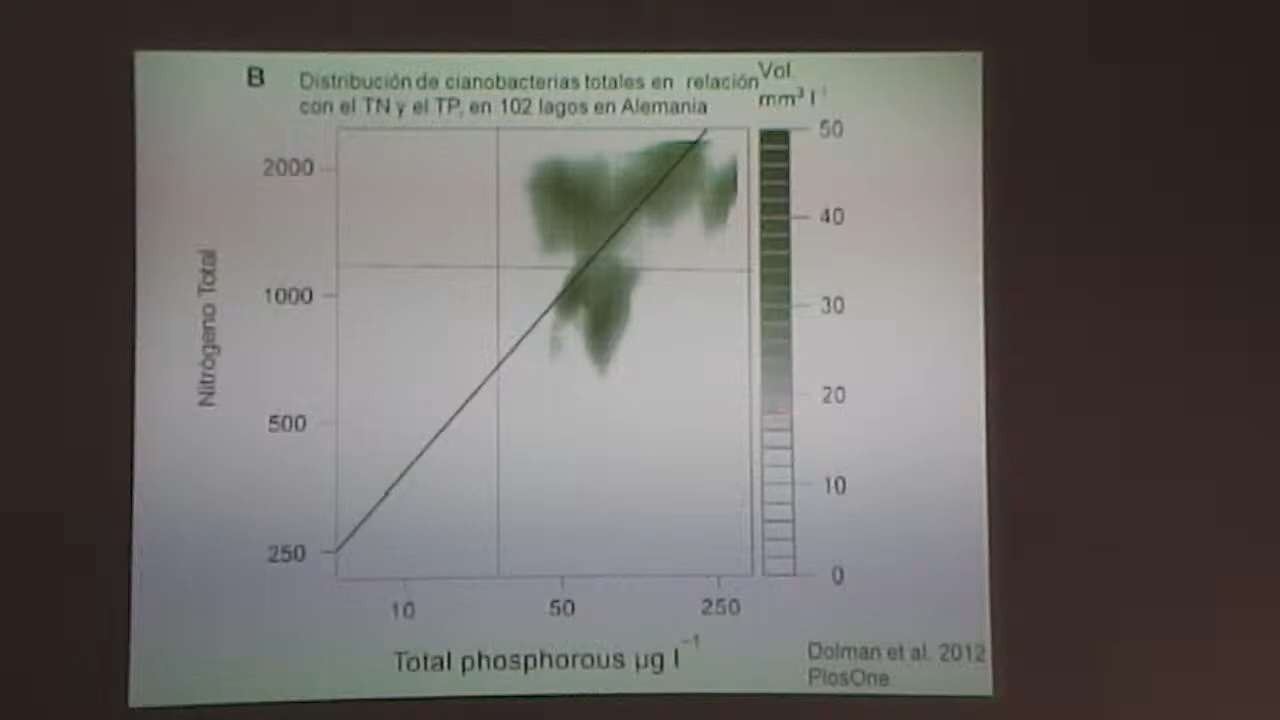 B
Distribución de cianobacterias totales en relación
con el TN y el TP, en 102 lagos en Alemania
Vol.
mm³ l⁻¹
50
40
30
20
10
0
2000
1000
500
250
Nitrógeno Total
10 50 250
Total phosphorous µg l⁻¹
Dolman et al. 2012
PlosOne